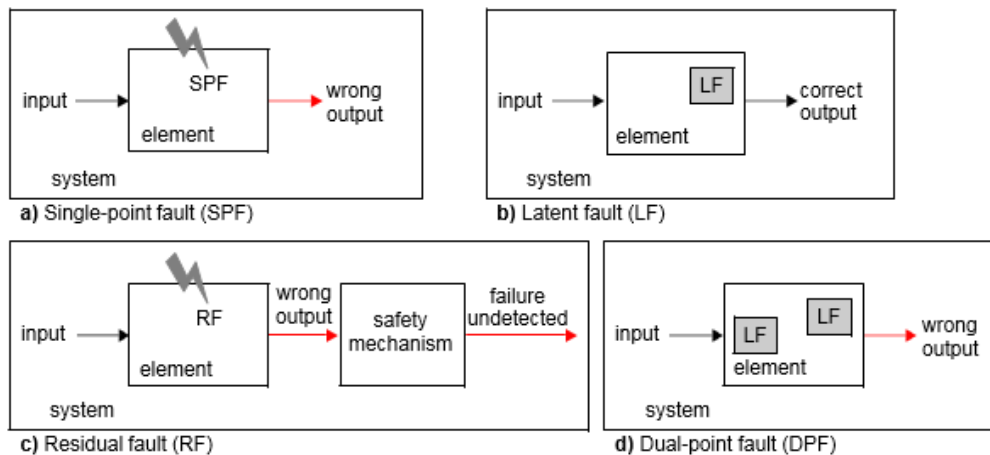 SPF
input
wrong
output
element
system
a) Single-point fault (SPF)
LF
input
correct
output
element
system
b) Latent fault (LF)
RF
input
wrong
output
safety
mechanism
failure
undetected
element
system
c) Residual fault (RF)
LF
LF
input
wrong
output
element
system
d) Dual-point fault (DPF)